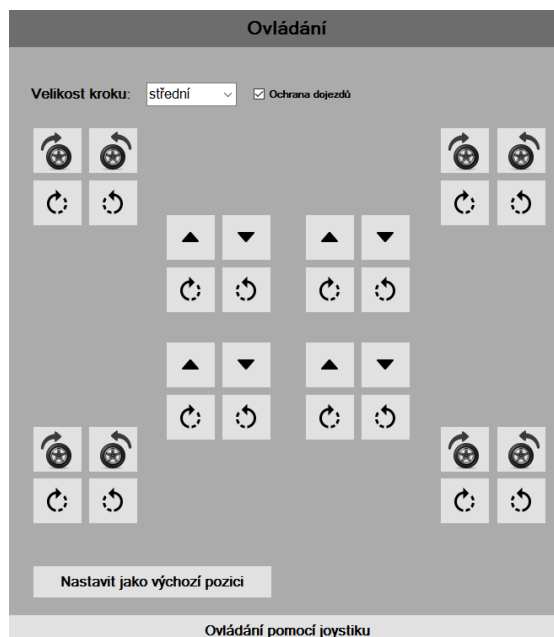 Ovládání
Velikost kroku: střední Ochrana dojezdů
Nastavit jako výchozí pozici
Ovládání pomocí joystiku